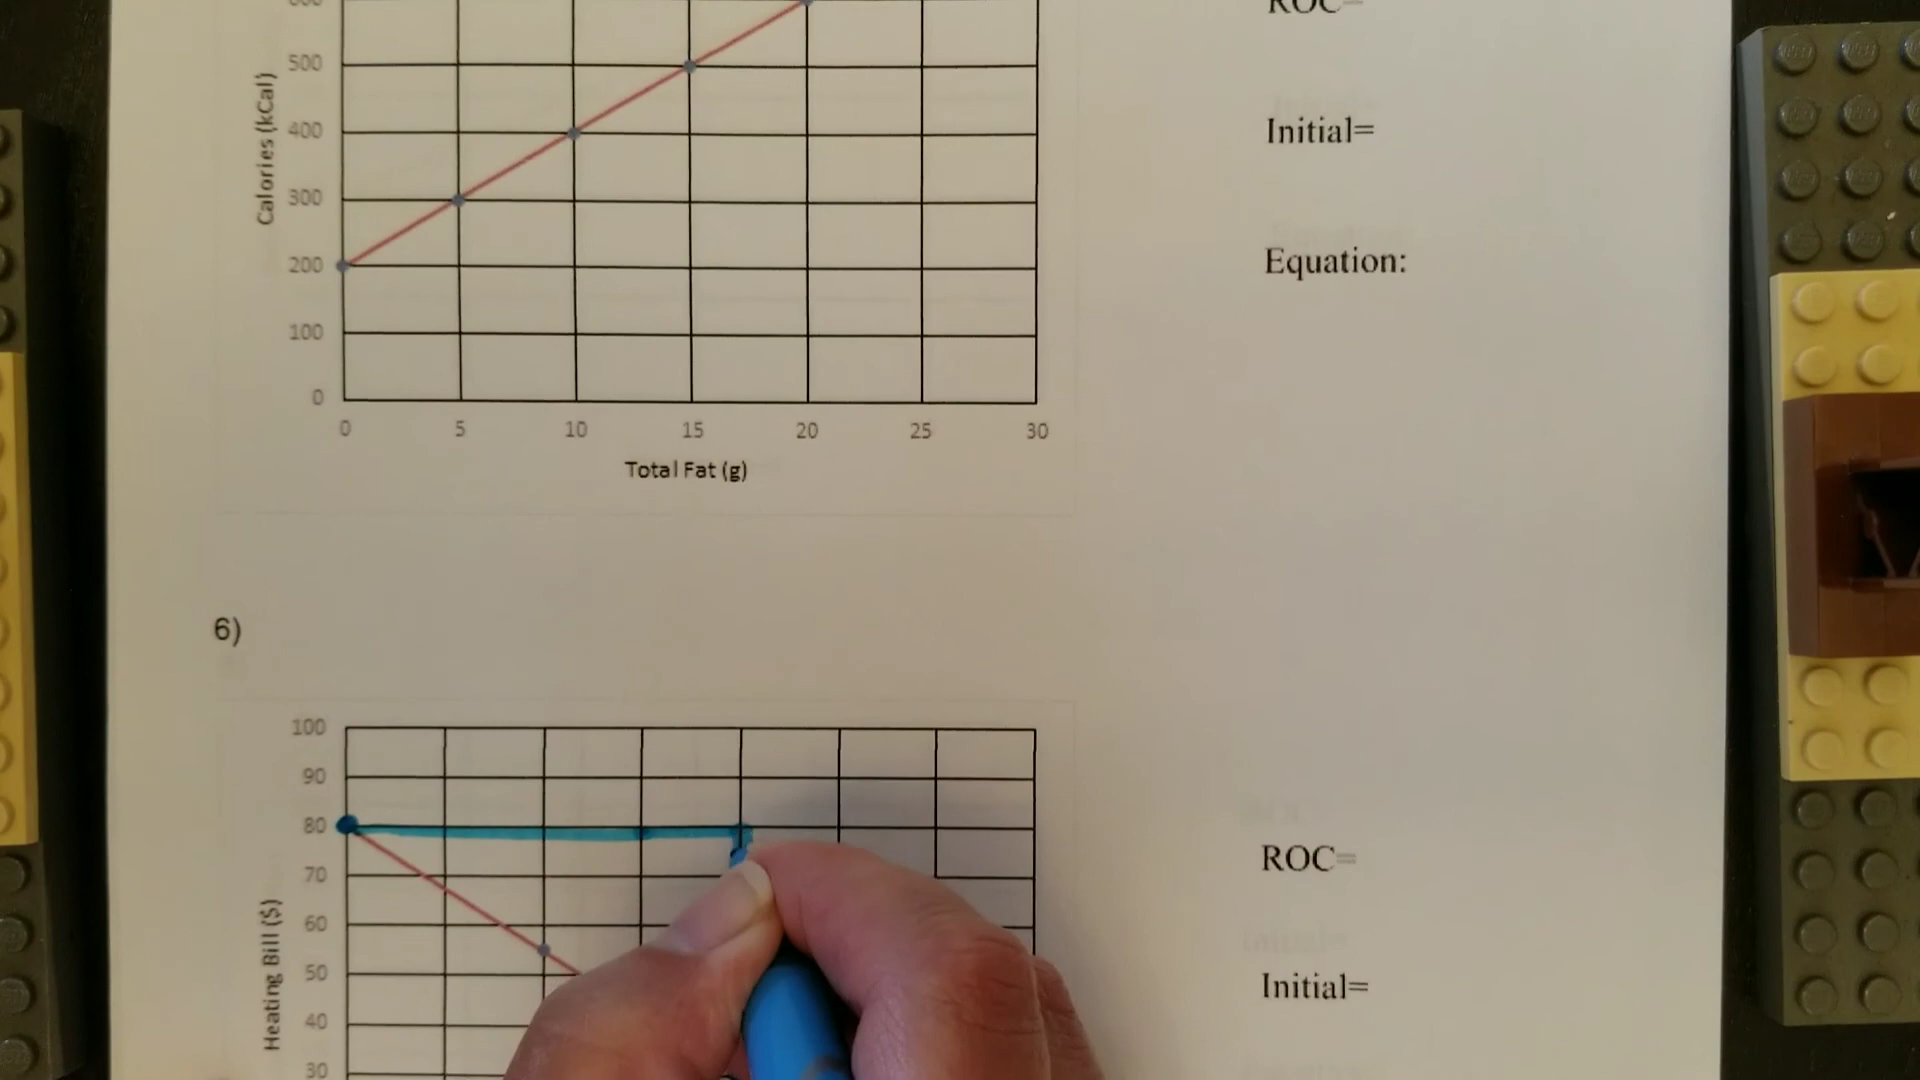 ROC=
500
400
300
200
100
0
Calories (kCal)
0 5 10 15 20 25 30
Total Fat (g)
Initial=
Equation:
6)
100
90
80
70
60
50
40
30
Heating Bill ($)
ROC=
Initial=